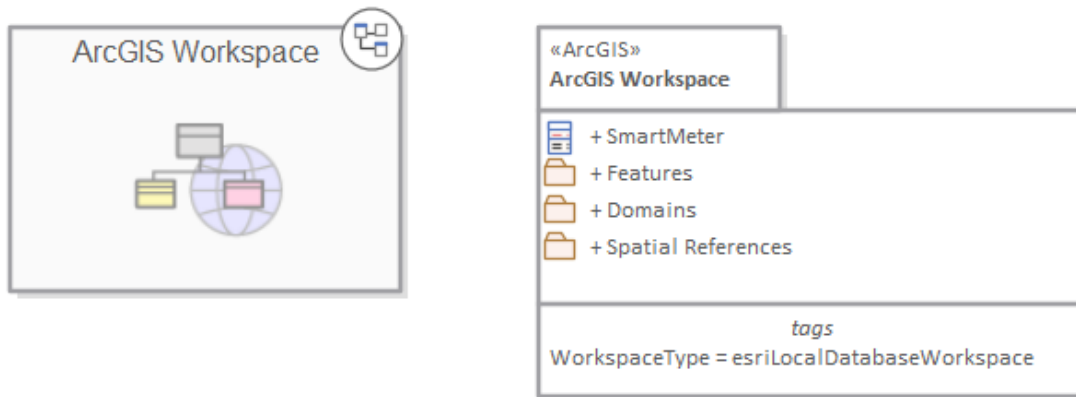 ArcGIS Workspace
«ArcGIS»
ArcGIS Workspace
+ SmartMeter
+ Features
+ Domains
+ Spatial References
tags
WorkspaceType = esriLocalDatabaseWorkspace